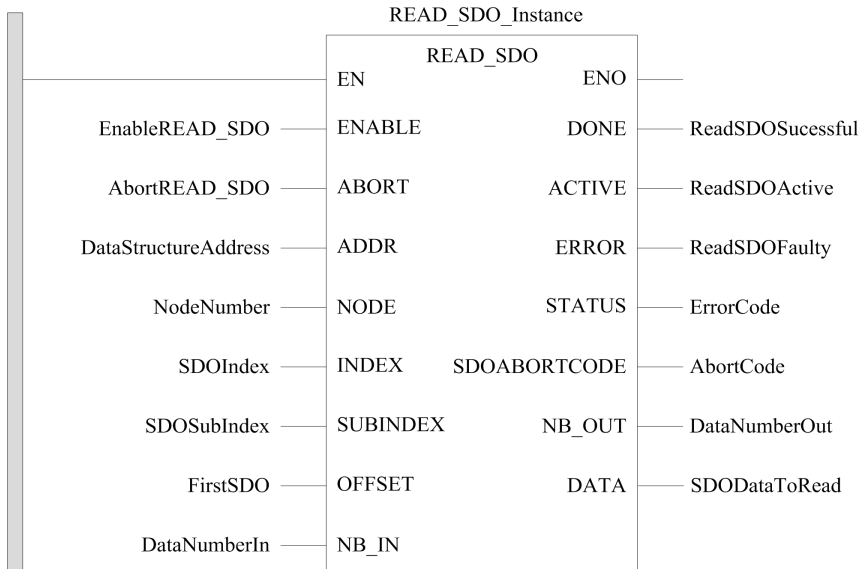 READ_SDO_Instance
READ_SDO
EN ENO
EnableREAD_SDO ENABLE DONE ReadSDOSucessful
AbortREAD_SDO ABORT ACTIVE ReadSDOActive
DataStructureAddress ADDR ERROR ReadSDOFaulty
NodeNumber NODE STATUS ErrorCode
SDOIndex INDEX SDOABORTCODE AbortCode
SDOSubIndex SUBINDEX NB_OUT DataNumberOut
FirstSDO OFFSET DATA SDODataToRead
DataNumberIn NB_IN